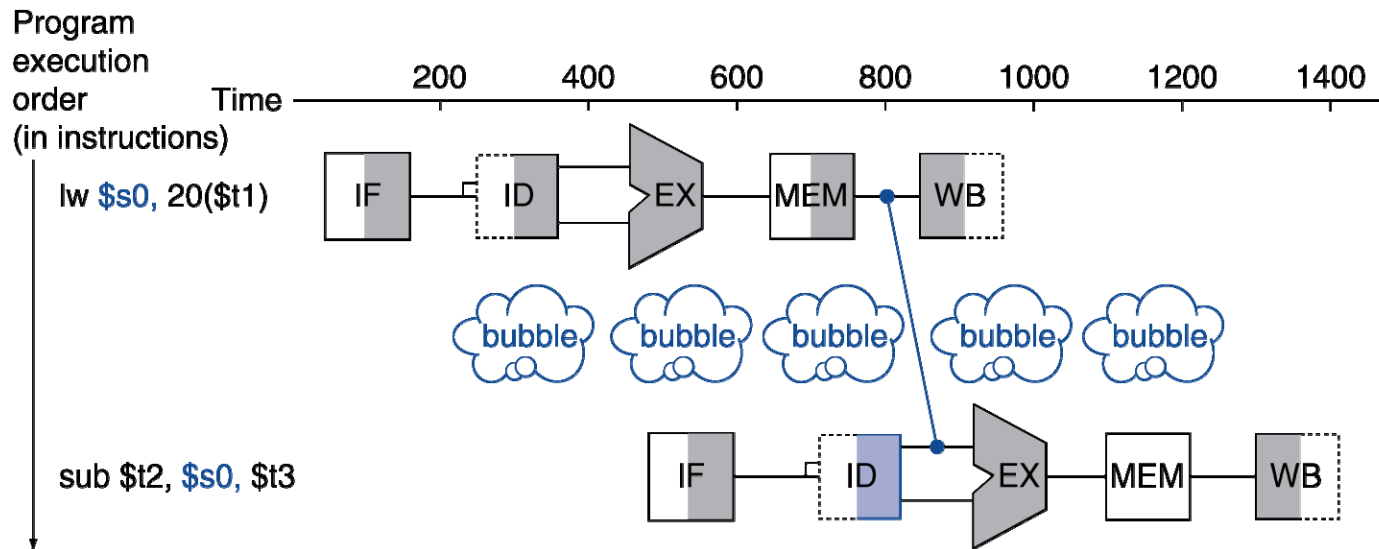 Program
execution
order
(in instructions)
Time
200 400 600 800 1000 1200 1400
lw $s0, 20($t1)
IF ID EX MEM WB
bubble bubble bubble bubble bubble
sub $t2, $s0, $t3
IF ID EX MEM WB